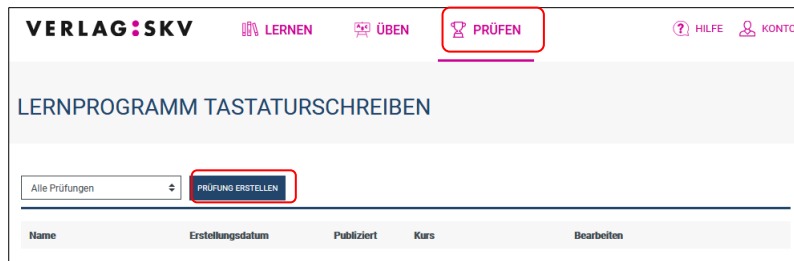 VERLAG:SKV LERNEN ÜBEN PRÜFEN ? HILFE KONTO
LERNPROGRAMM TASTATURSCHREIBEN
Alle Prüfungen PRÜFUNG ERSTELLEN
Name Erstellungsdatum Publiziert Kurs Bearbeiten